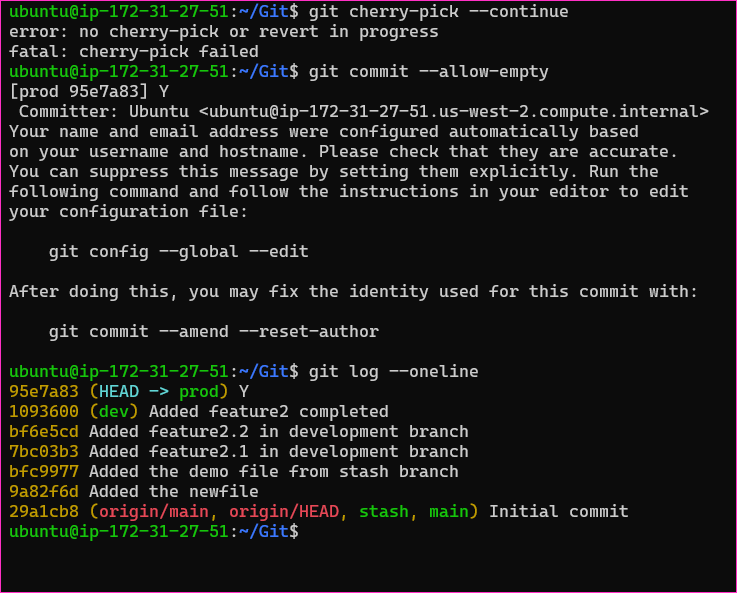 ubuntu@ip-172-31-27-51:~/Git$ git cherry-pick --continue
error: no cherry-pick or revert in progress
fatal: cherry-pick failed
ubuntu@ip-172-31-27-51:~/Git$ git commit --allow-empty
[prod 95e7a83] Y
 Committer: Ubuntu <ubuntu@ip-172-31-27-51.us-west-2.compute.internal>
Your name and email address were configured automatically based
on your username and hostname. Please check that they are accurate.
You can suppress this message by setting them explicitly. Run the
following command and follow the instructions in your editor to edit
your configuration file:

    git config --global --edit

After doing this, you may fix the identity used for this commit with:

    git commit --amend --reset-author

ubuntu@ip-172-31-27-51:~/Git$ git log --oneline
95e7a83 (HEAD -> prod) Y
1093600 (dev) Added feature2 completed
bf6e5cd Added feature2.2 in development branch
7bc03b3 Added feature2.1 in development branch
bfc9977 Added the demo file from stash branch
9a82f6d Added the newfile
29a1cb8 (origin/main, origin/HEAD, stash, main) Initial commit
ubuntu@ip-172-31-27-51:~/Git$